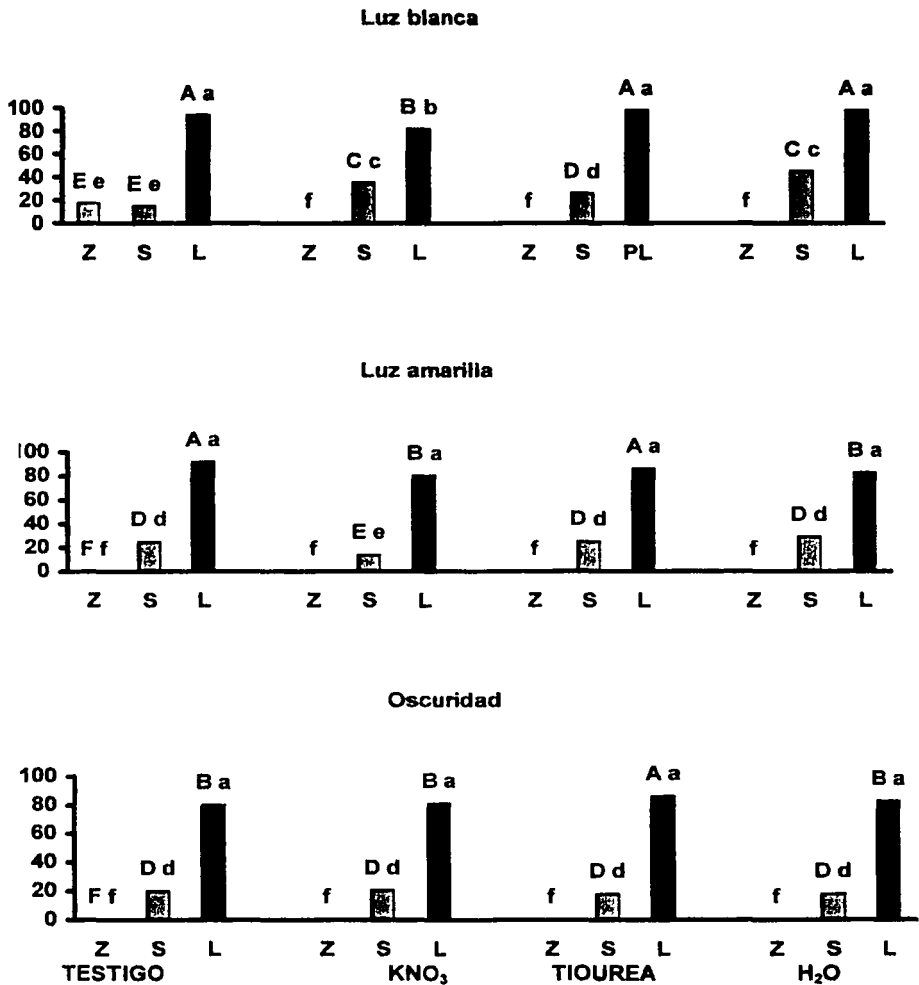 Luz blanca
A a B b A a A a
100
80
60
E e E e f C c f D d f C c
40
20
0
Z S L Z S L Z S PL Z S L
Luz amarilla
A a B a A a B a
100
80
60
F f D d f E e f D d f D d
40
20
0
Z S L Z S L Z S L Z S L
Oscuridad
B a B a A a B a
100
80
60
F f D d f D d f D d f D d
40
20
0
Z S L Z S L Z S L Z S L
TESTIGO KNO₃ TIOUREA H₂O